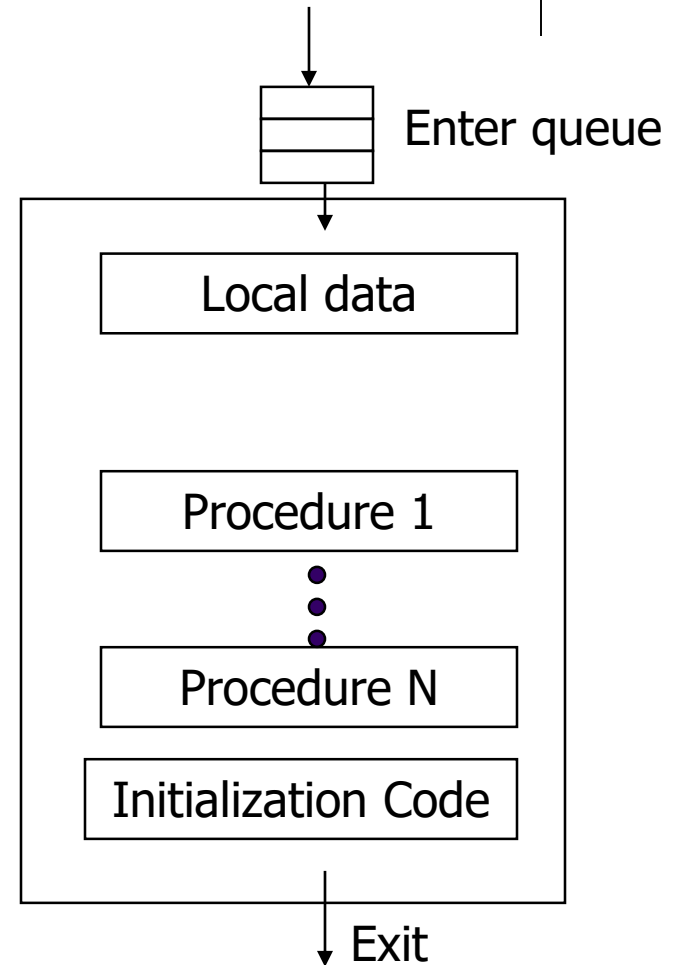 Enter queue
Local data
Procedure 1
Procedure N
Initialization Code
Exit